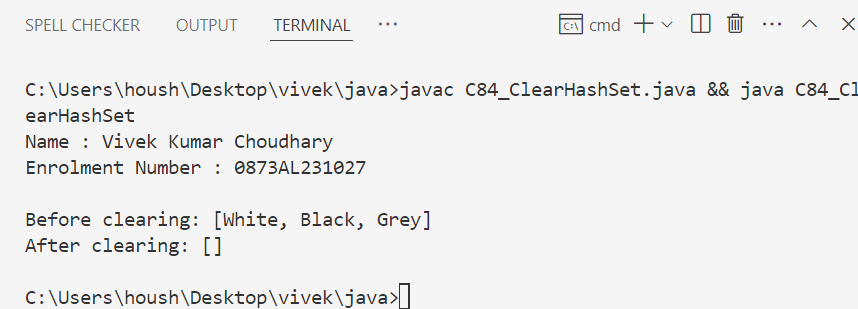 SPELL CHECKER OUTPUT TERMINAL ... cmd
C:\Users\housh\Desktop\vivek\java>javac C84_ClearHashSet.java && java C84_Cl
earHashSet
Name : Vivek Kumar Choudhary
Enrolment Number : 0873AL231027
Before clearing: [White, Black, Grey]
After clearing: []
C:\Users\housh\Desktop\vivek\java>